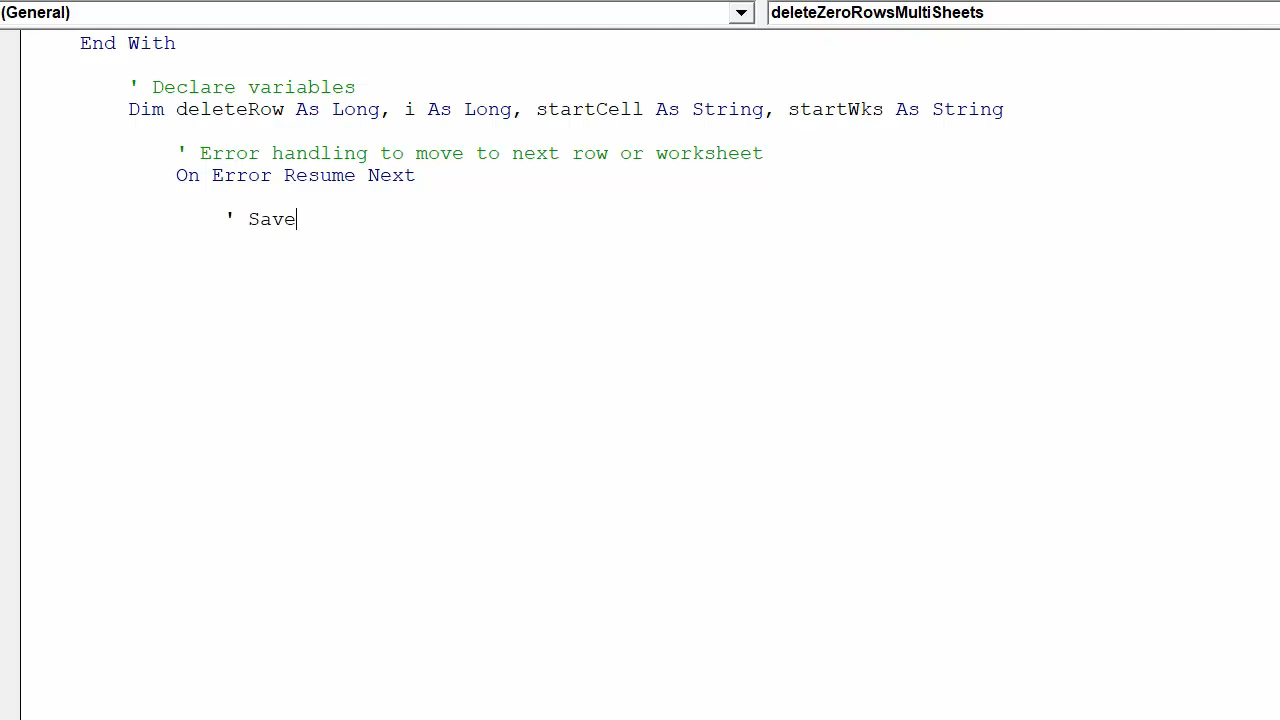 (General) deleteZeroRowsMultiSheets
End With
' Declare variables
Dim deleteRow As Long, i As Long, startCell As String, startWks As String
' Error handling to move to next row or worksheet
On Error Resume Next
' Save